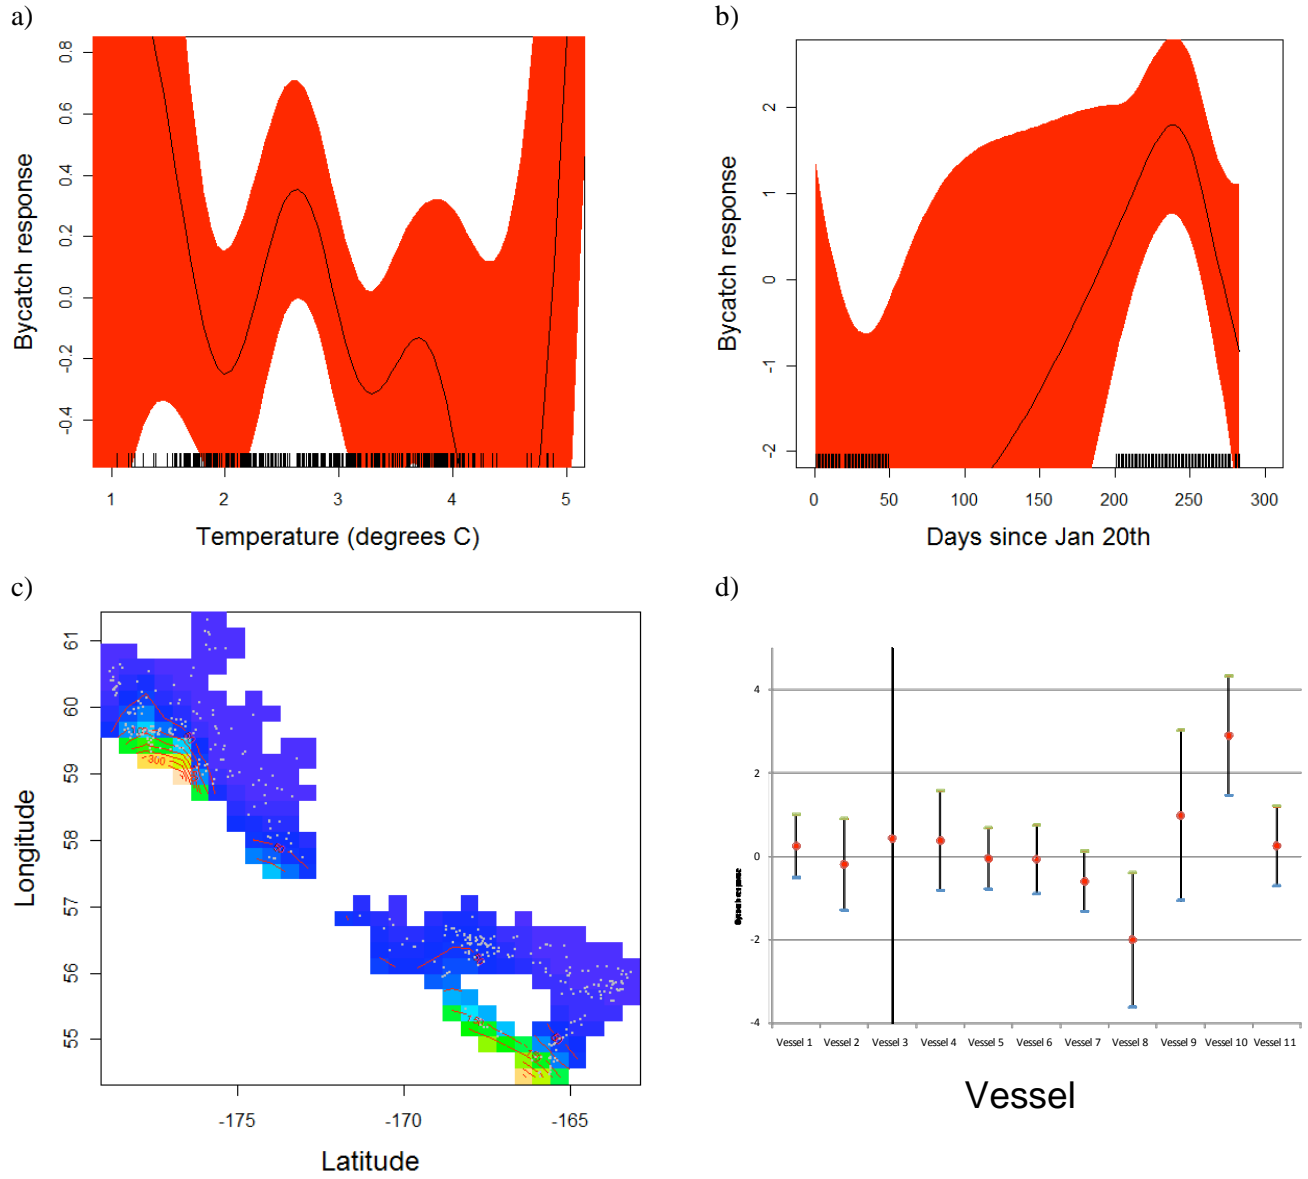 a)
0.8
0.6
0.4
0.2
0.0
-0.2
-0.4
Bycatch response
1 2 3 4 5
Temperature (degrees C)
b)
2
1
0
-1
-2
Bycatch response
0 50 100 150 200 250 300
Days since Jan 20th
c)
61
60
59
58
57
56
55
Longitude
300
-175 -170 -165
Latitude
d)
4
2
0
-2
-4
Bycatch response
Vessel 1 Vessel 2 Vessel 3 Vessel 4 Vessel 5 Vessel 6 Vessel 7 Vessel 8 Vessel 9 Vessel 10 Vessel 11
Vessel